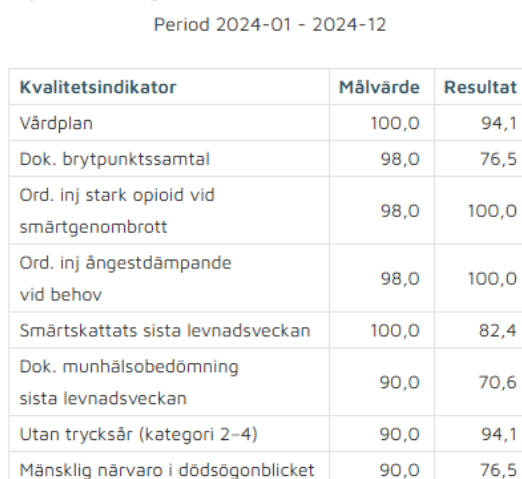 Period 2024-01 - 2024-12
Kvalitetsindikator Målvärde Resultat
Vårdplan 100,0 94,1
Dok. brytpunktssamtal 98,0 76,5
Ord. inj stark opioid vid
smärtgenombrott 98,0 100,0
Ord. inj ångestdämpande
vid behov 98,0 100,0
Smärtskattats sista levnadsveckan 100,0 82,4
Dok. munhälsobedömning
sista levnadsveckan 90,0 70,6
Utan trycksår (kategori 2–4) 90,0 94,1
Mänsklig närvaro i dödsögonblicket 90,0 76,5